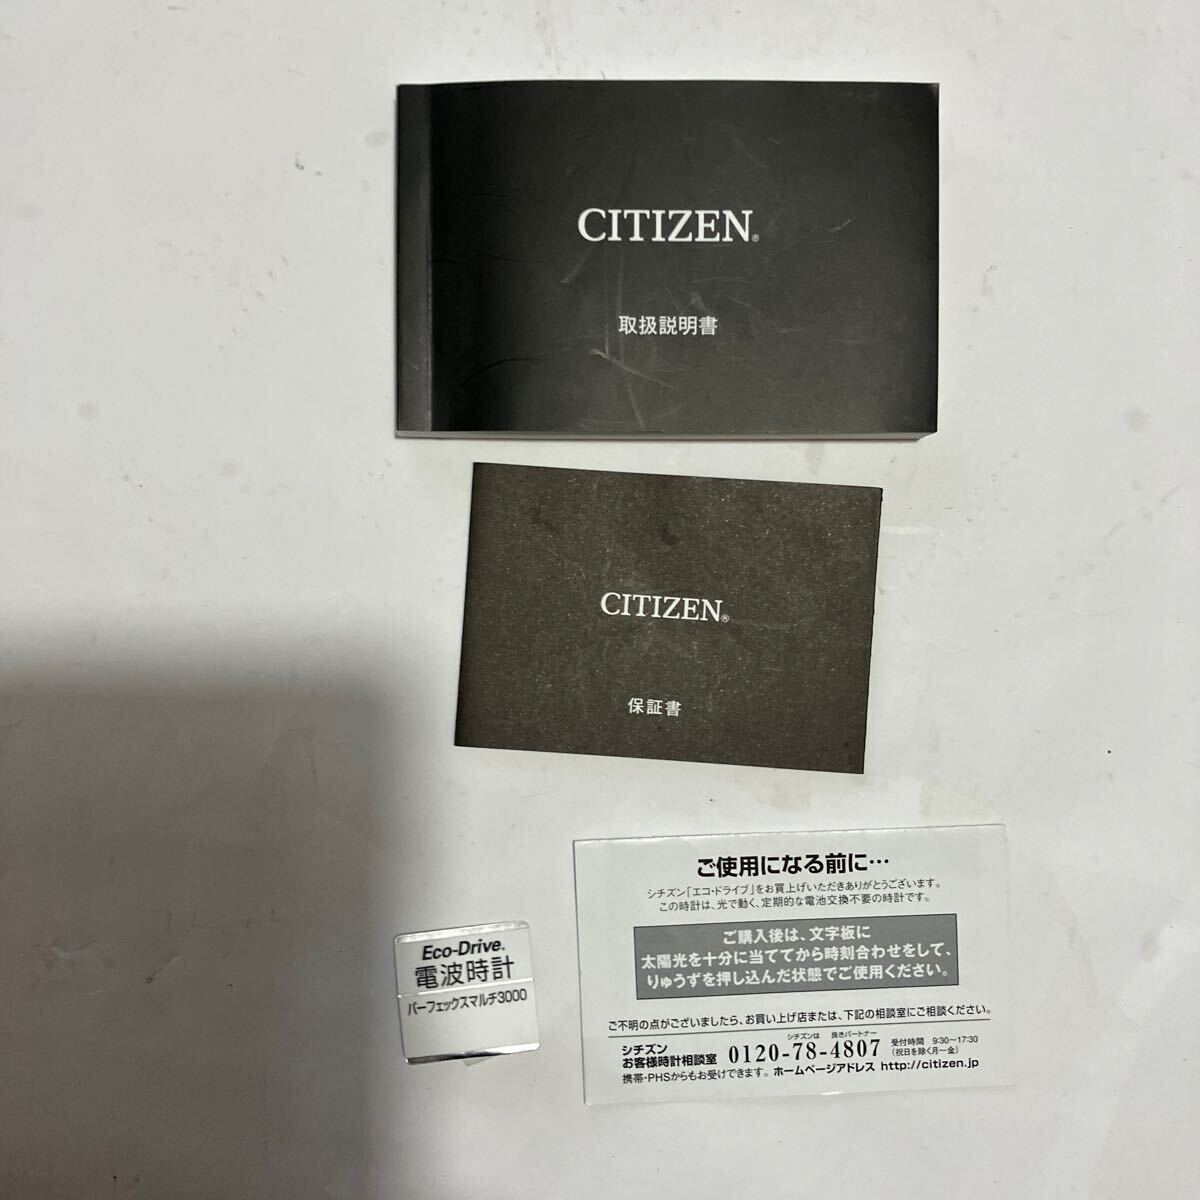 CITIZEN®
取扱説明書
CITIZEN®
保証書
Eco-Drive®
電波時計
パーフェックスマルチ3000
ご使用になる前に…
シチズン「エコ・ドライブ」をお買上げいただきありがとうございます。
この時計は、光で動く、定期的な電池交換不要の時計です。
ご購入後は、文字板に
太陽光を十分に当ててから時刻合わせをして、
りゅうずを押し込んだ状態でご使用ください。
ご不明の点がございましたら、お買い上げ店または、下記の相談室にご相談ください。
シチズンは 良きパートナー
シチズン
お客様時計相談室 0120-78-4807 受付時間 9:30～17:30
(祝日を除く月～金)
携帯・PHSからもお受けできます。ホームページアドレス http://citizen.jp